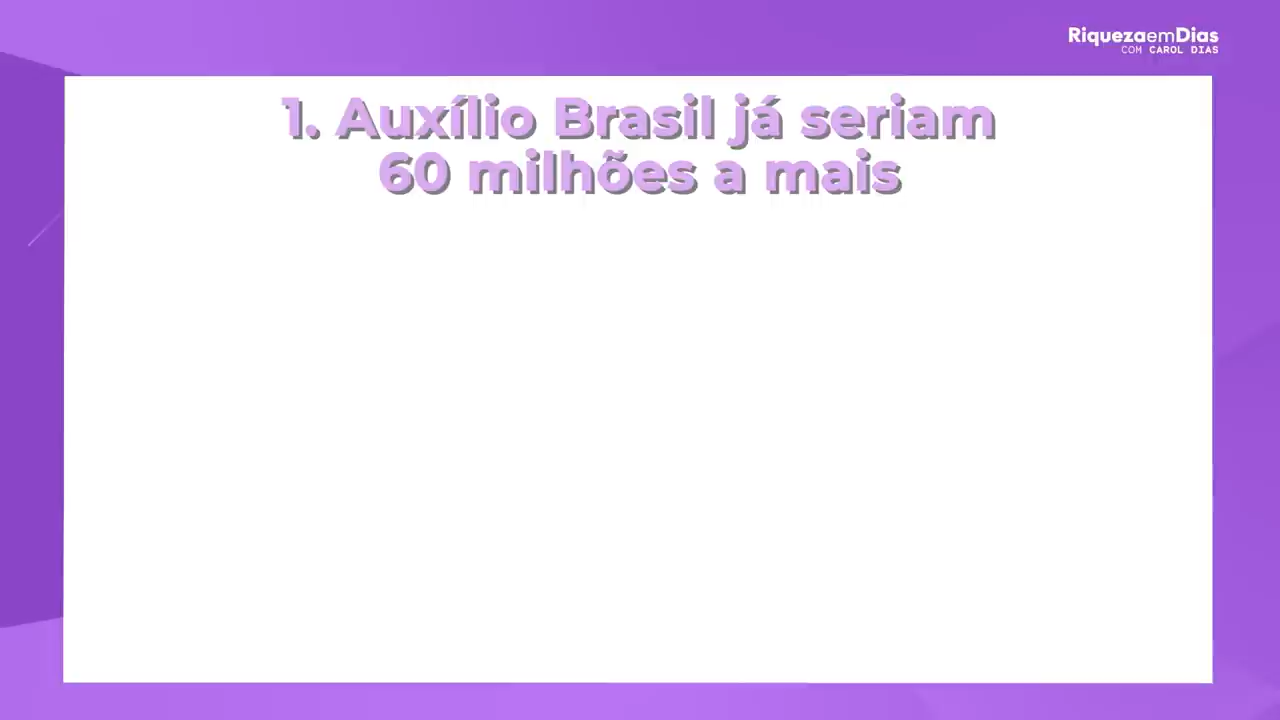 RiquezaemDias
COM CAROL DIAS
1. Auxílio Brasil já seriam
60 milhões a mais